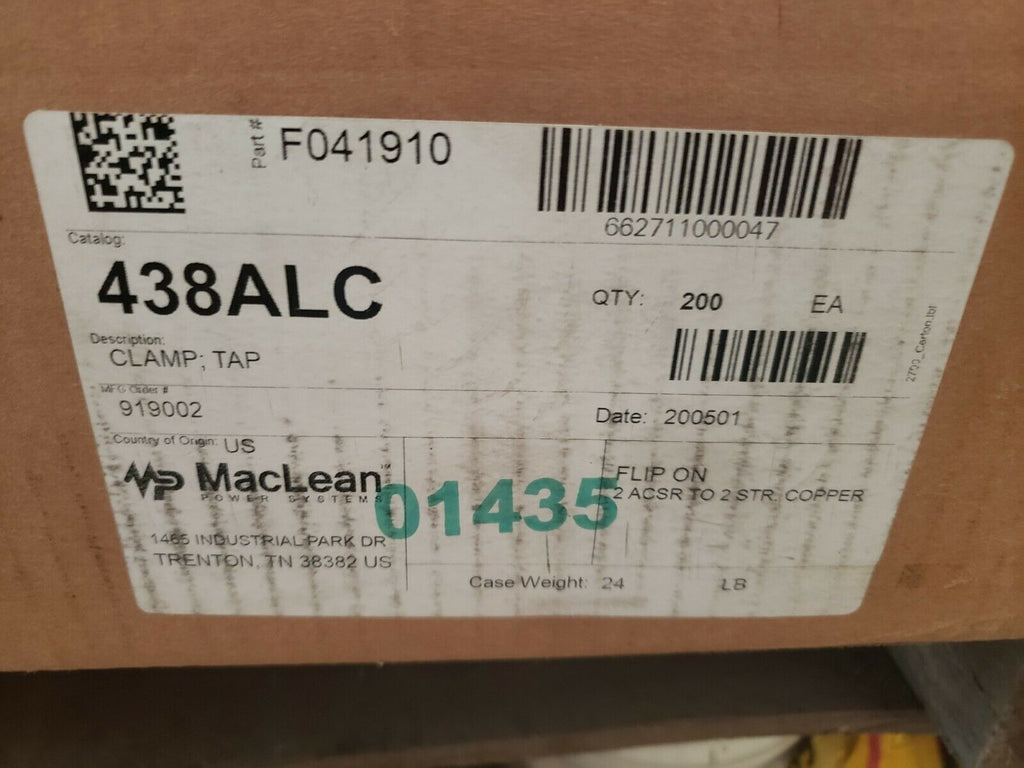 Part # F041910
662711000047
Catalog:
438ALC
QTY: 200 EA
Description:
CLAMP; TAP
2700_Carton.lbl
MFG Order #
919002
Date: 200501
Country of Origin: US
MacLean
POWER SYSTEMS
FLIP ON
2 ACSR TO 2 STR. COPPER
01435
1465 INDUSTRIAL PARK DR
TRENTON, TN 38382 US
Case Weight: 24 LB